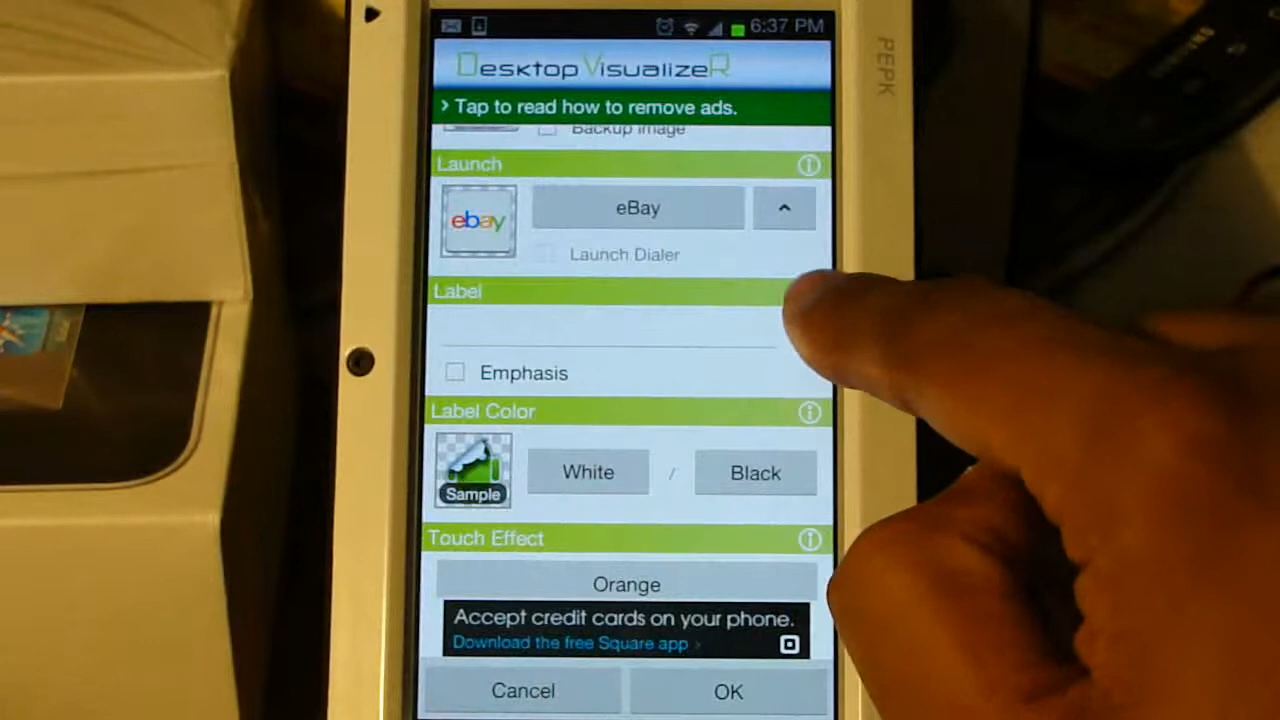 6:37 PM
DesktopVisualizeR
> Tap to read how to remove ads.
Backup image
Launch
ebay
eBay
Launch Dialer
Label
Emphasis
Label Color
Sample
White / Black
Touch Effect
Orange
Accept credit cards on your phone.
Download the free Square app >
Cancel
OK
PEPK